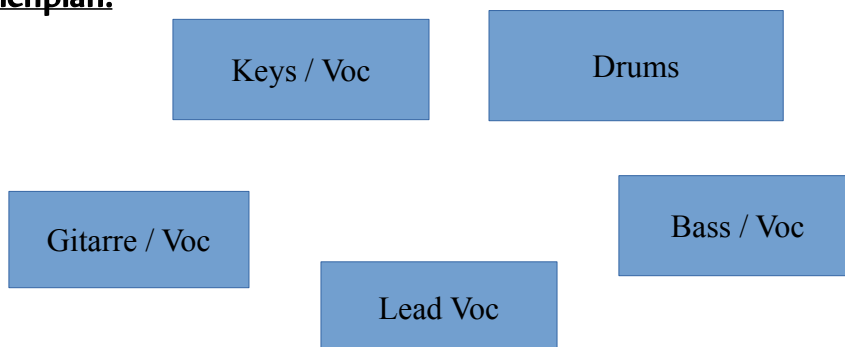 Keys / Voc
Drums
Gitarre / Voc
Bass / Voc
Lead Voc